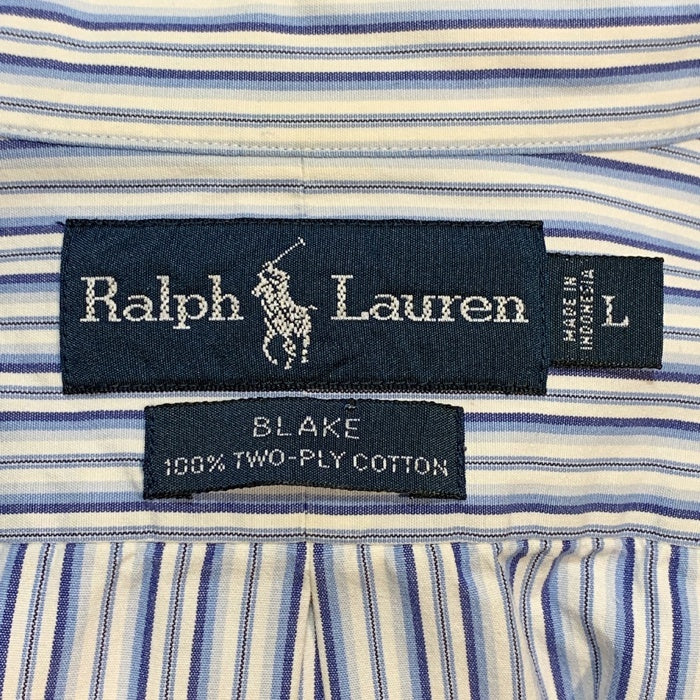 Ralph Lauren
MADE IN
INDONESIA
L
BLAKE
100% TWO-PLY COTTON